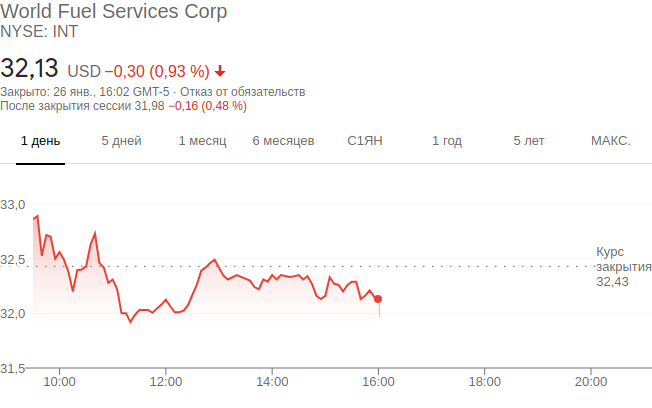 World Fuel Services Corp
NYSE: INT
32,13 USD −0,30 (0,93 %)
Закрыто: 26 янв., 16:02 GMT-5 · Отказ от обязательств
После закрытия сессии 31,98 −0,16 (0,48 %)
1 день 5 дней 1 месяц 6 месяцев С1ЯН 1 год 5 лет МАКС.
33,0
32,5
32,0
31,5
Курс
закрытия
32,43
10:00 12:00 14:00 16:00 18:00 20:00